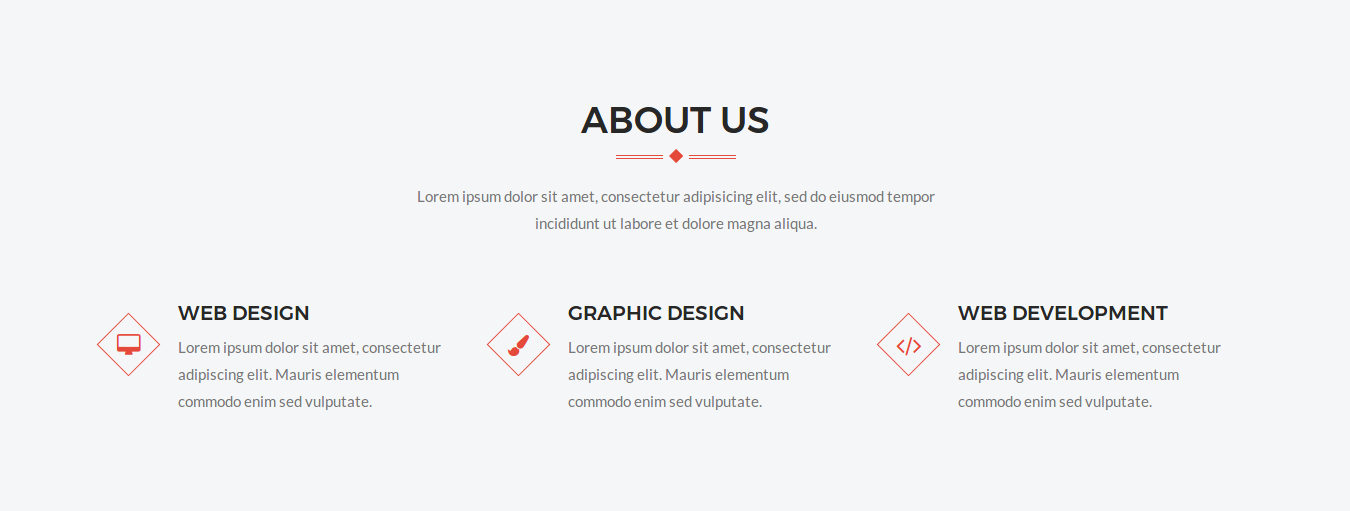 ABOUT US
Lorem ipsum dolor sit amet, consectetur adipisicing elit, sed do eiusmod tempor
incididunt ut labore et dolore magna aliqua.
WEB DESIGN
Lorem ipsum dolor sit amet, consectetur
adipiscing elit. Mauris elementum
commodo enim sed vulputate.
GRAPHIC DESIGN
Lorem ipsum dolor sit amet, consectetur
adipiscing elit. Mauris elementum
commodo enim sed vulputate.
WEB DEVELOPMENT
Lorem ipsum dolor sit amet, consectetur
adipiscing elit. Mauris elementum
commodo enim sed vulputate.